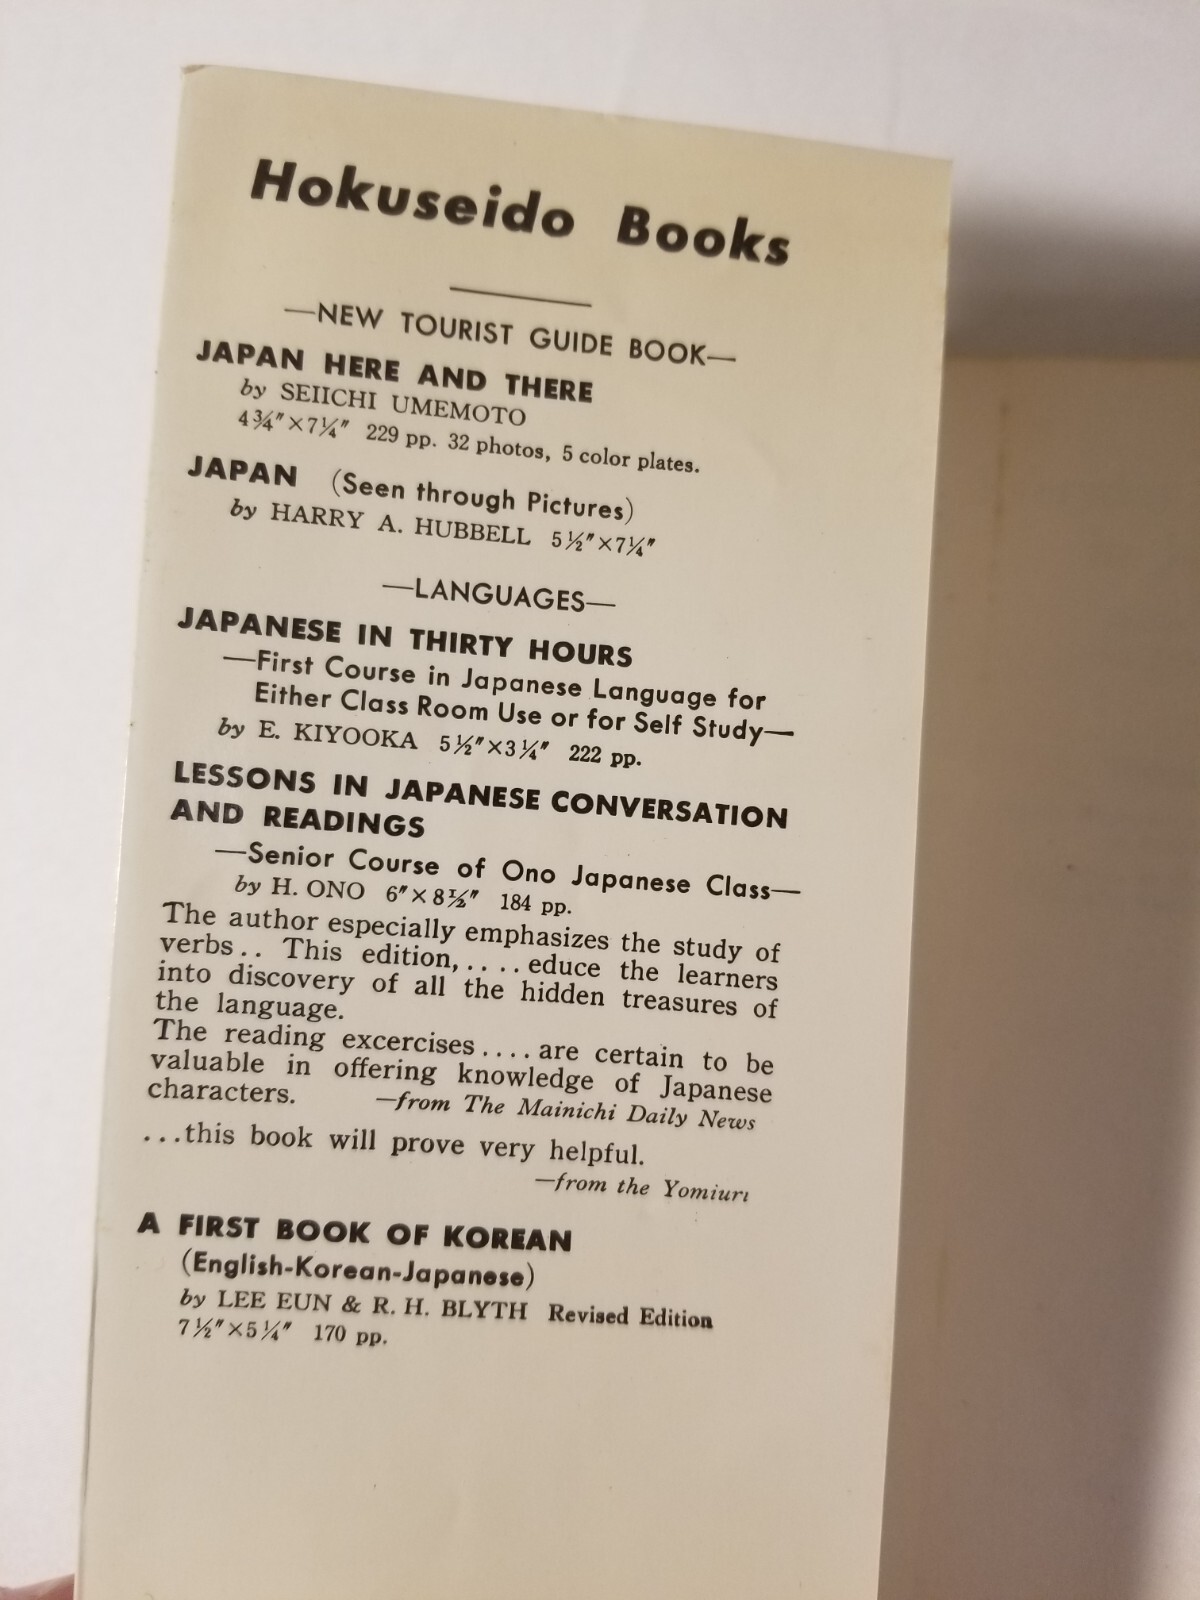 Hokuseido Books
—NEW TOURIST GUIDE BOOK—
JAPAN HERE AND THERE
by SEIICHI UMEMOTO
4¾″×7¼″ 229 pp. 32 photos, 5 color plates.
JAPAN (Seen through Pictures)
by HARRY A. HUBBELL 5½″×7¼″
—LANGUAGES—
JAPANESE IN THIRTY HOURS
—First Course in Japanese Language for
Either Class Room Use or for Self Study—
by E. KIYOOKA 5½″×3¼″ 222 pp.
LESSONS IN JAPANESE CONVERSATION
AND READINGS
—Senior Course of Ono Japanese Class—
by H. ONO 6″×8½″ 184 pp.
The author especially emphasizes the study of
verbs.. This edition,....educe the learners
into discovery of all the hidden treasures of
the language.
The reading excercises....are certain to be
valuable in offering knowledge of Japanese
characters. —from The Mainichi Daily News
...this book will prove very helpful.
—from the Yomiuri
A FIRST BOOK OF KOREAN
(English-Korean-Japanese)
by LEE EUN & R. H. BLYTH Revised Edition
7½″×5¼″ 170 pp.